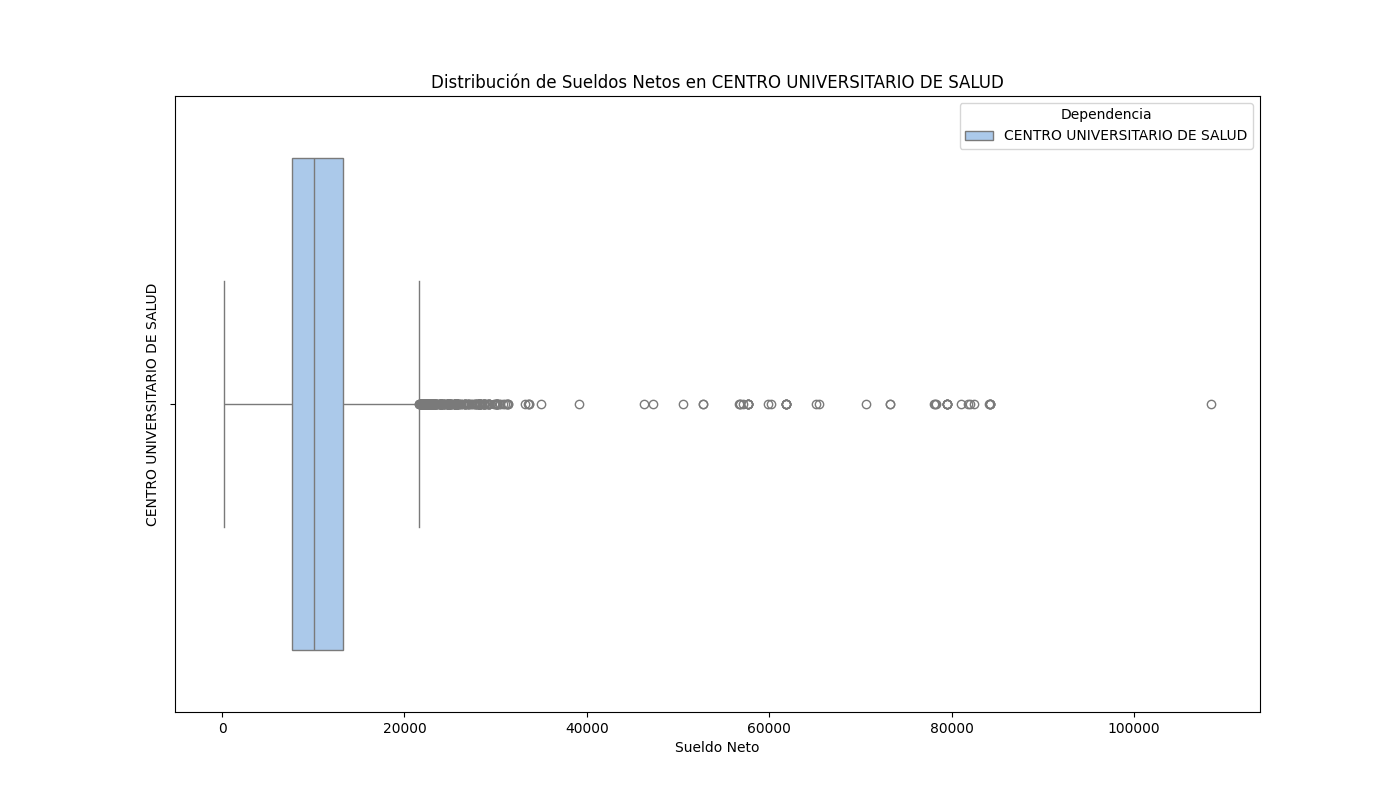 Distribución de Sueldos Netos en CENTRO UNIVERSITARIO DE SALUD
Dependencia
CENTRO UNIVERSITARIO DE SALUD
CENTRO UNIVERSITARIO DE SALUD
0
20000
40000
60000
80000
100000
Sueldo Neto